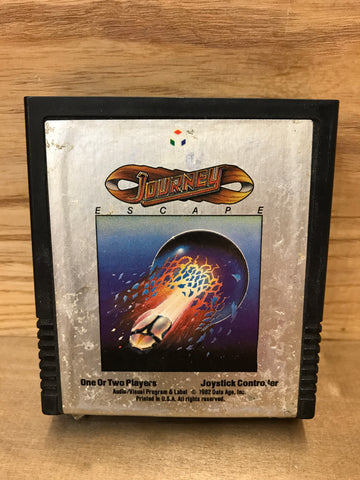 JOURNEY
ESCAPE
One Or Two Players Joystick Controller
Audio/Visual Program & Label © 1982 Data Age, Inc.
Printed in U.S.A. All rights reserved.